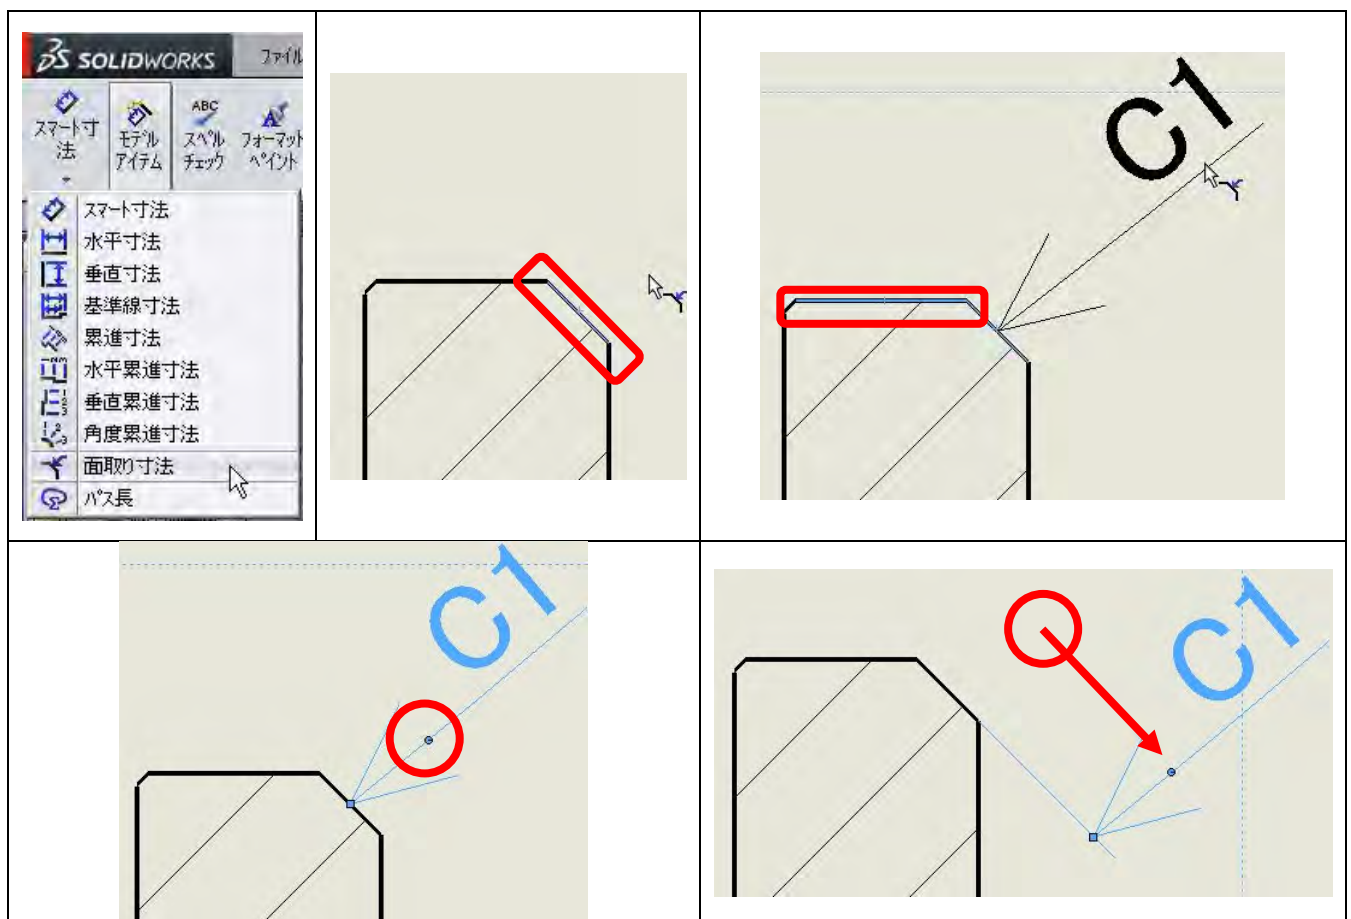 SOLIDWORKS
ファイル
スマート寸
法
モデル
アイテム
ABC
スペル
チェック
フォーマット
ペイント
スマート寸法
水平寸法
垂直寸法
基準線寸法
累進寸法
水平累進寸法
垂直累進寸法
角度累進寸法
面取り寸法
パス長
C1
C1
C1